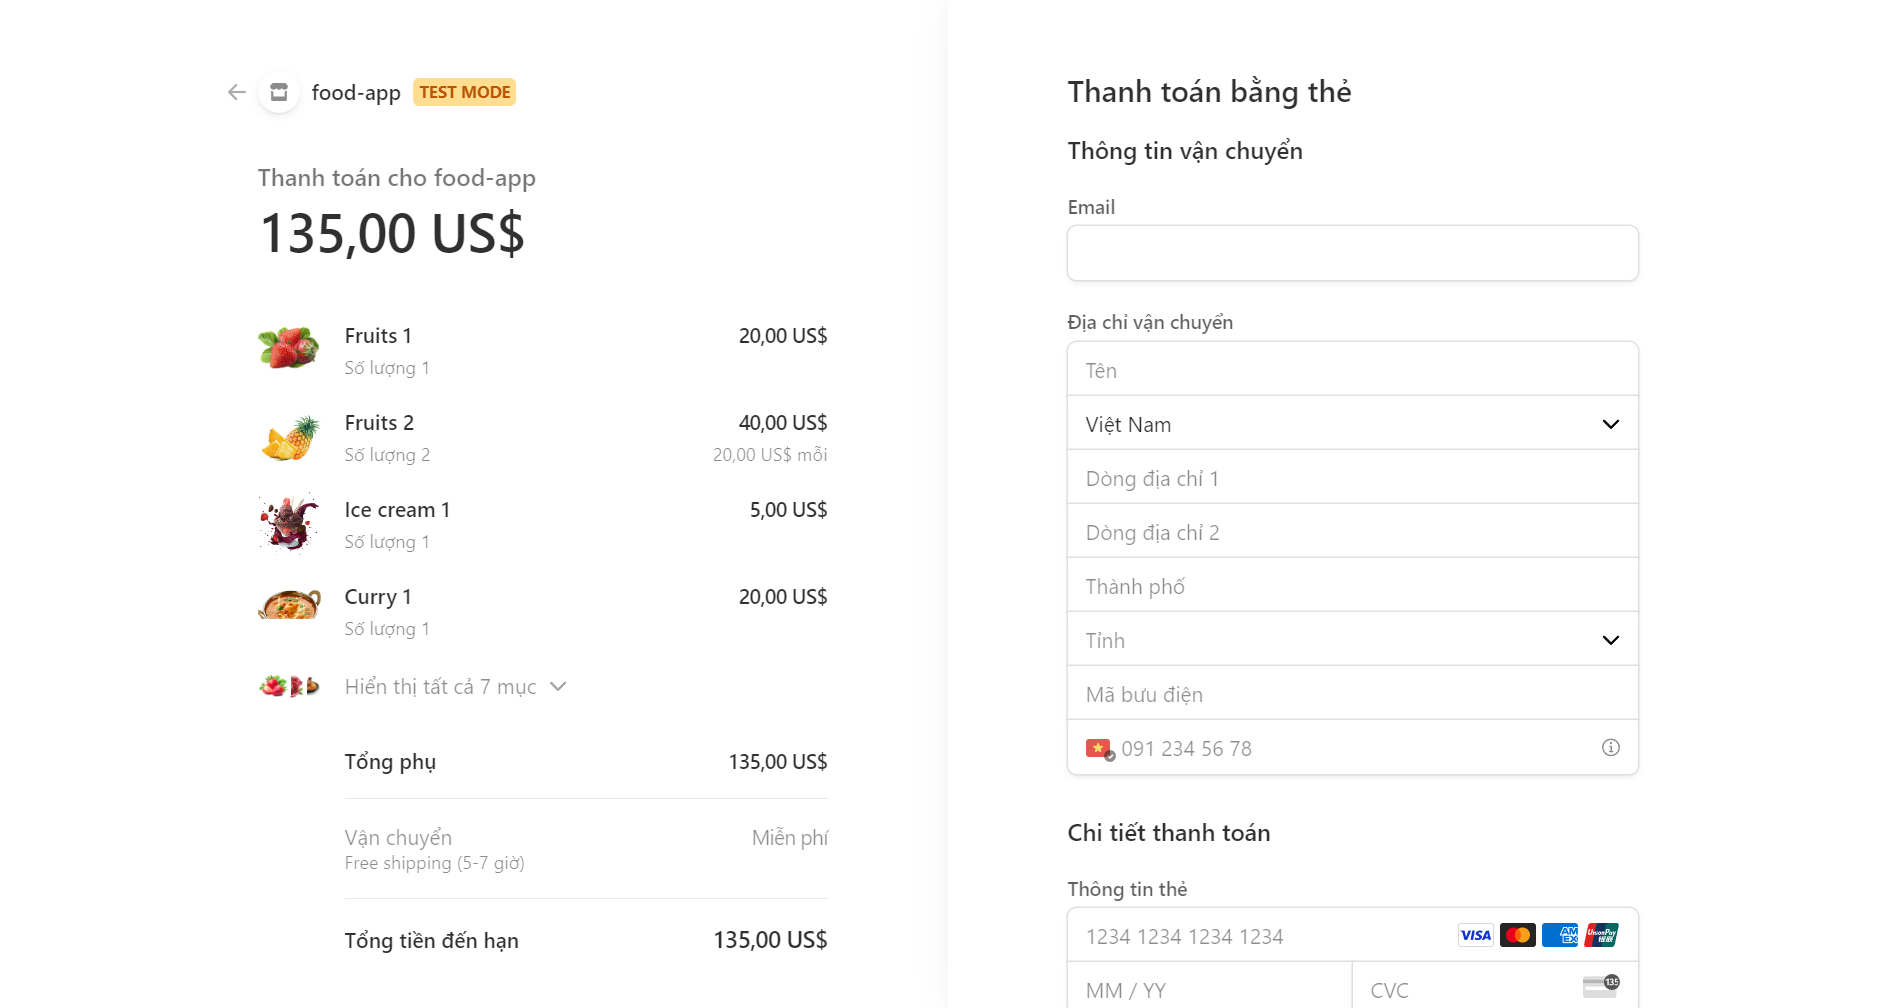 food-app TEST MODE
Thanh toán cho food-app
135,00 US$
Fruits 1 20,00 US$
Số lượng 1
Fruits 2 40,00 US$
Số lượng 2 20,00 US$ mỗi
Ice cream 1 5,00 US$
Số lượng 1
Curry 1 20,00 US$
Số lượng 1
Hiển thị tất cả 7 mục
Tổng phụ 135,00 US$
Vận chuyển Miễn phí
Free shipping (5-7 giờ)
Tổng tiền đến hạn 135,00 US$
Thanh toán bằng thẻ
Thông tin vận chuyển
Email
Địa chỉ vận chuyển
Tên
Việt Nam
Dòng địa chỉ 1
Dòng địa chỉ 2
Thành phố
Tỉnh
Mã bưu điện
091 234 56 78
Chi tiết thanh toán
Thông tin thẻ
1234 1234 1234 1234 VISA AMEX UnionPay 银联
MM / YY CVC 135